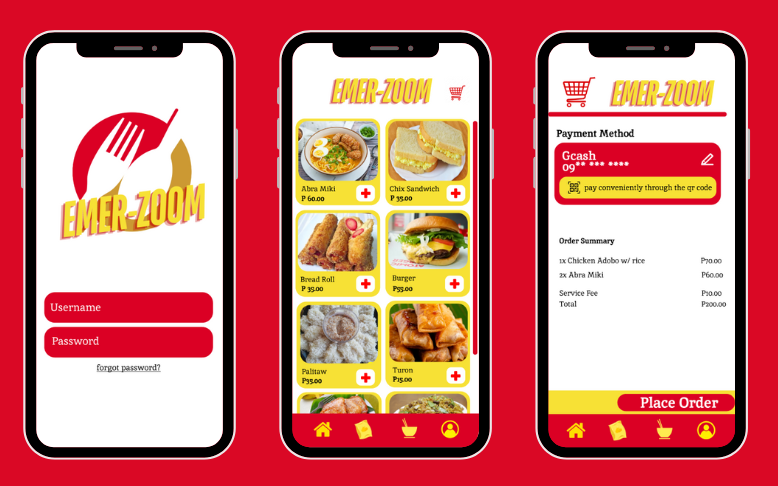 EMER-ZOOM
Username
Password
forgot password?
EMER-ZOOM
Abra Miki
P 60.00
Chix Sandwich
P 35.00
Bread Roll
P 35.00
Burger
P55.00
Palitaw
P35.00
Turon
P15.00
EMER-ZOOM
Payment Method
Gcash
09** *** ****
pay conveniently through the qr code
Order Summary
1x Chicken Adobo w/ rice P70.00
2x Abra Miki P60.00
Service Fee P10.00
Total P200.00
Place Order